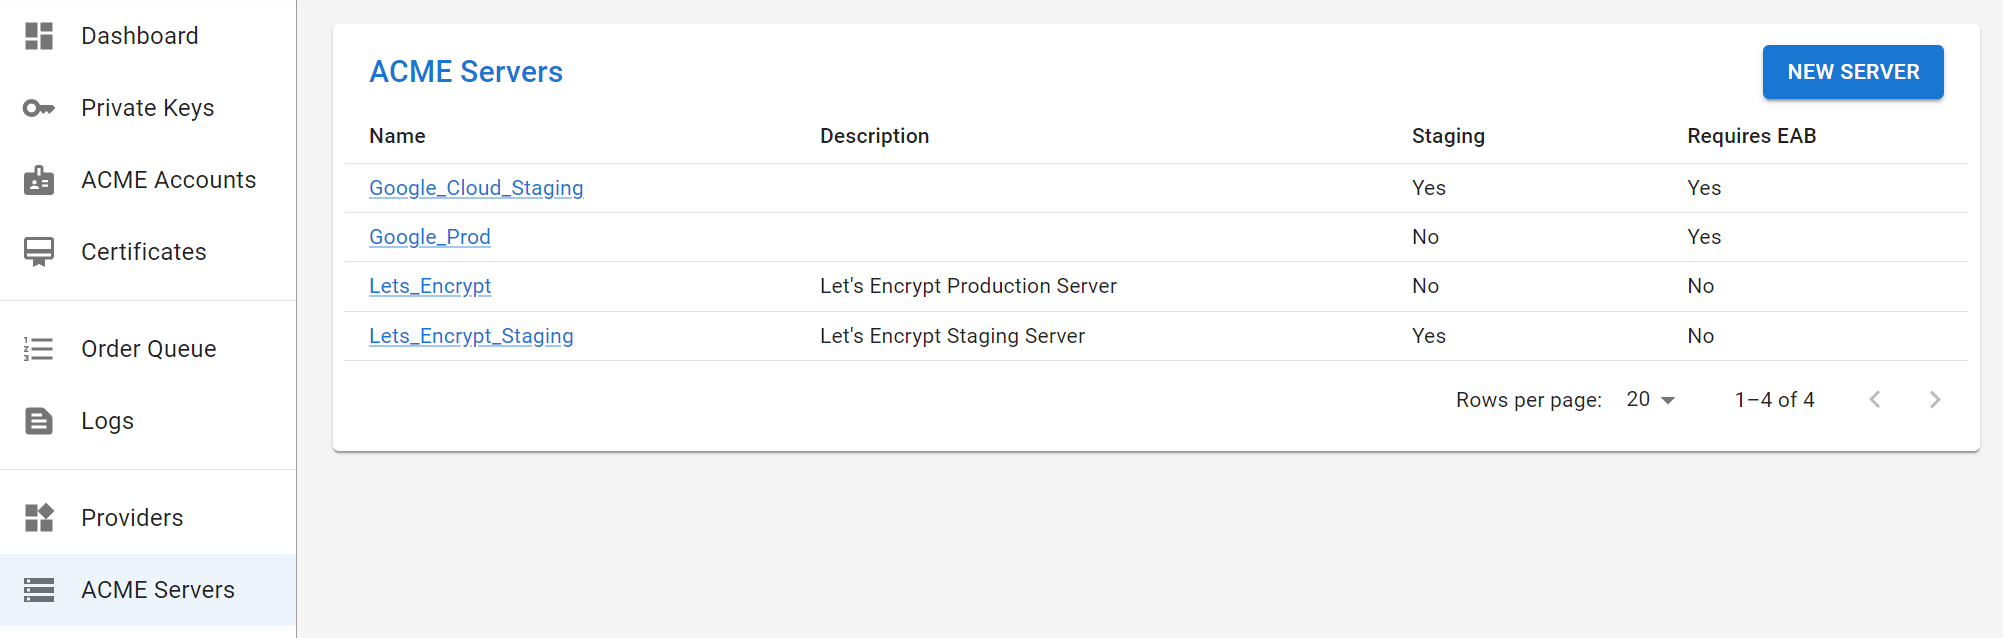 Dashboard
Private Keys
ACME Accounts
Certificates
Order Queue
Logs
Providers
ACME Servers
ACME Servers
NEW SERVER
Name Description Staging Requires EAB
Google_Cloud_Staging Yes Yes
Google_Prod No Yes
Lets_Encrypt Let's Encrypt Production Server No No
Lets_Encrypt_Staging Let's Encrypt Staging Server Yes No
Rows per page: 20 1–4 of 4